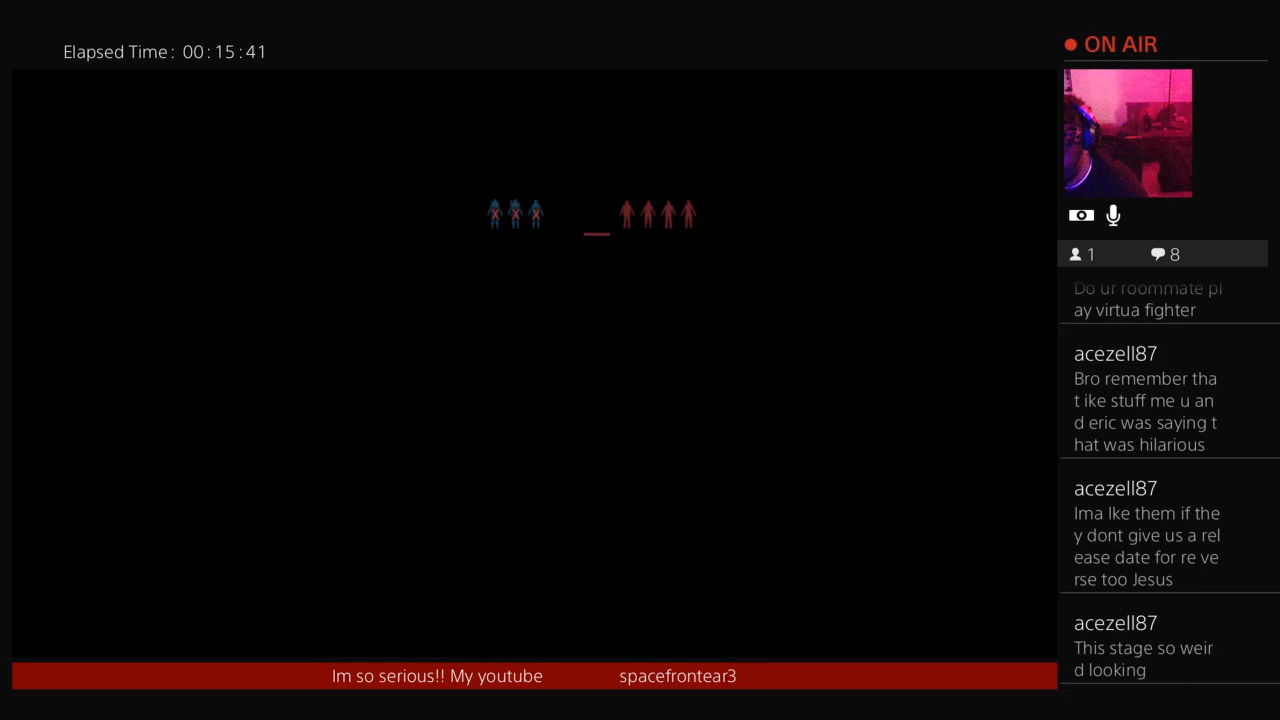 Elapsed Time: 00:15:41
ON AIR
1 8
Do ur roommate pl
ay virtua fighter
acezell87
Bro remember tha
t ike stuff me u an
d eric was saying t
hat was hilarious
acezell87
Ima Ike them if the
y dont give us a rel
ease date for re ve
rse too Jesus
acezell87
This stage so weir
d looking
Im so serious!! My youtube spacefrontear3